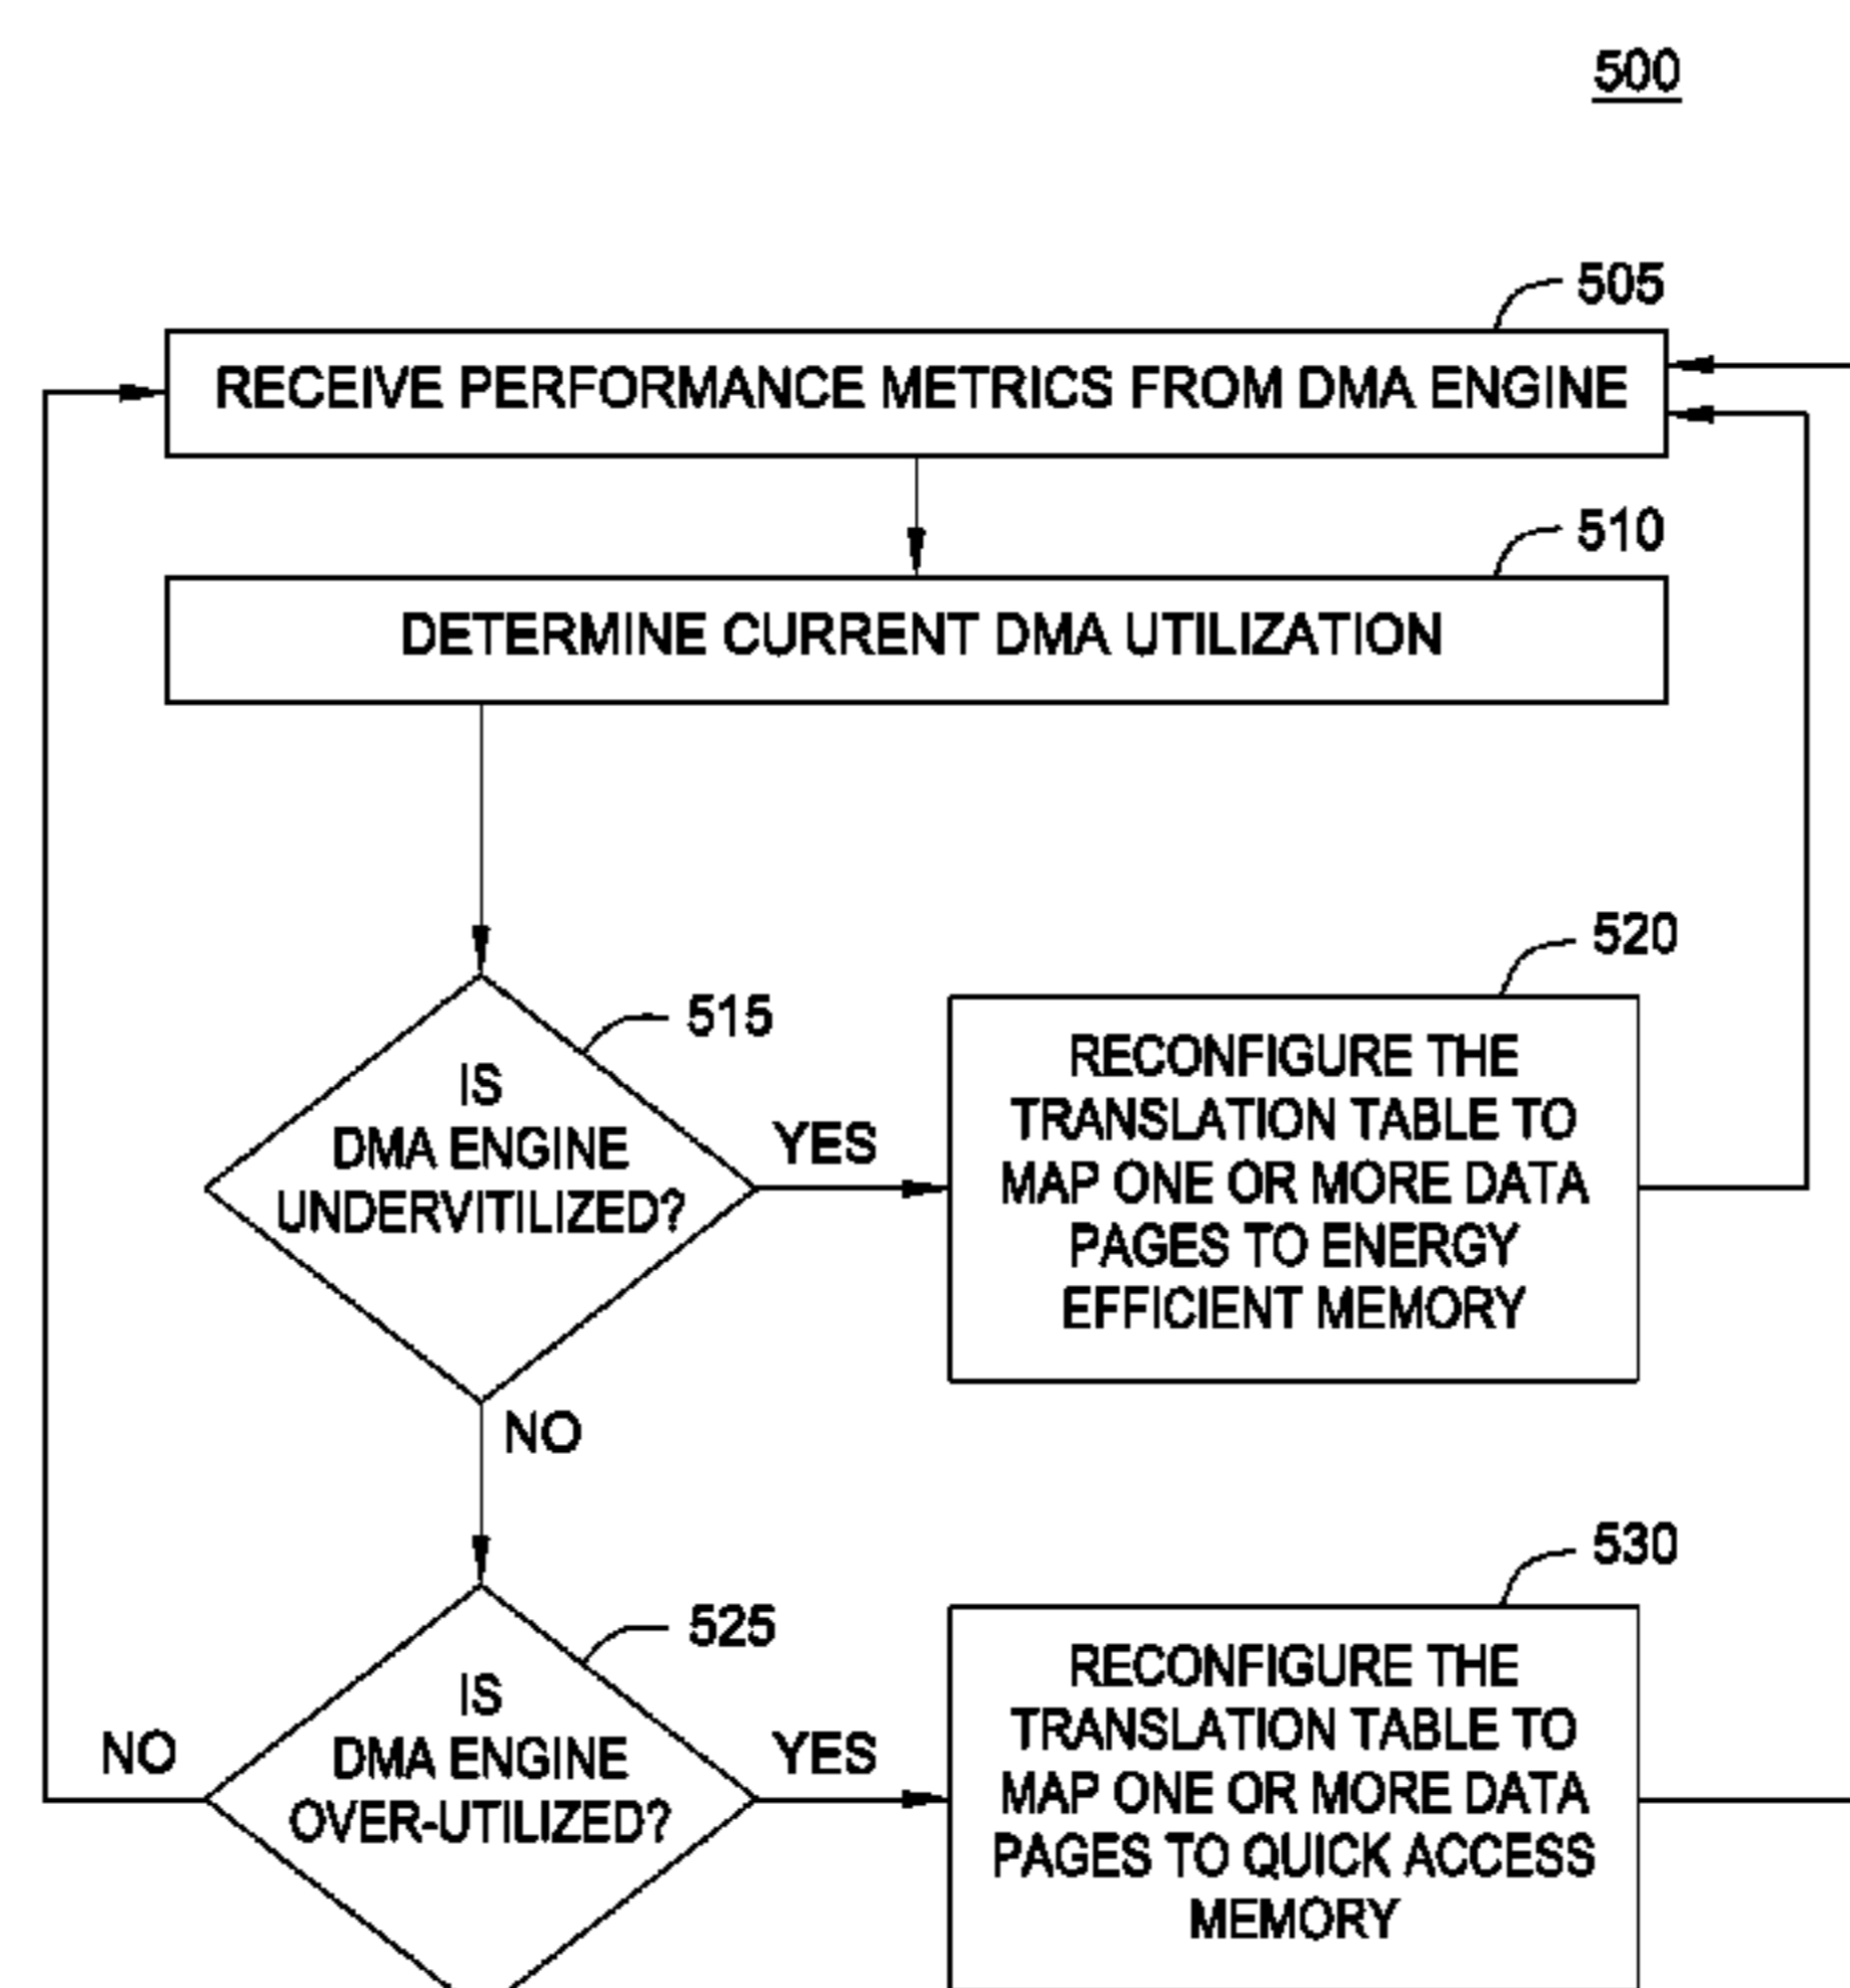 500
505
RECEIVE PERFORMANCE METRICS FROM DMA ENGINE
510
DETERMINE CURRENT DMA UTILIZATION
515
IS
DMA ENGINE
UNDERVITILIZED?
YES
NO
520
RECONFIGURE THE
TRANSLATION TABLE TO
MAP ONE OR MORE DATA
PAGES TO ENERGY
EFFICIENT MEMORY
525
IS
DMA ENGINE
OVER-UTILIZED?
NO
YES
530
RECONFIGURE THE
TRANSLATION TABLE TO
MAP ONE OR MORE DATA
PAGES TO QUICK ACCESS
MEMORY